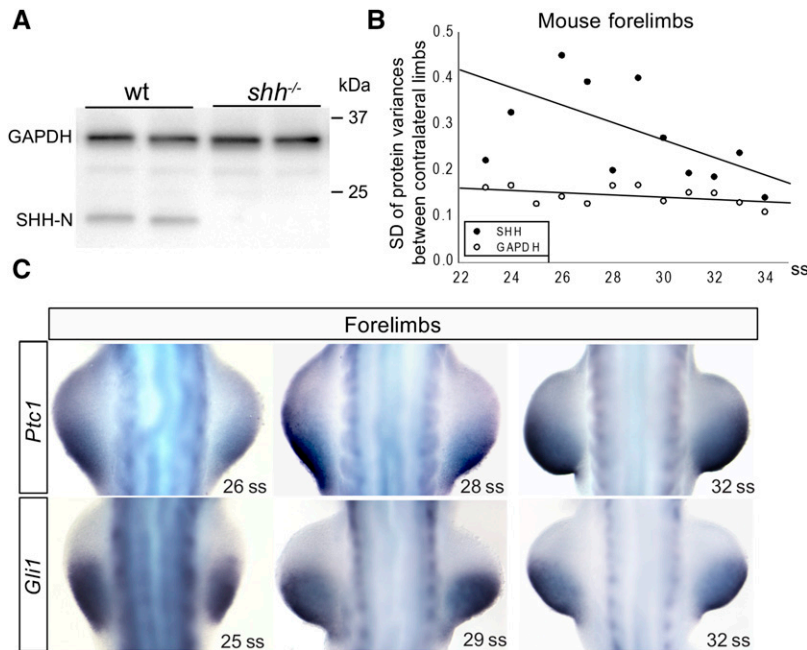 A
wt
shh-/-
kDa
GAPDH
37
25
SHH-N
B
Mouse forelimbs
SD of protein variances
between contralateral limbs
0.5
0.4
0.3
0.2
0.1
0.0
SHH
GAPDH
22 24 26 28 30 32 34 ss
C
Forelimbs
Ptc1
26 ss
28 ss
32 ss
Gli1
25 ss
29 ss
32 ss